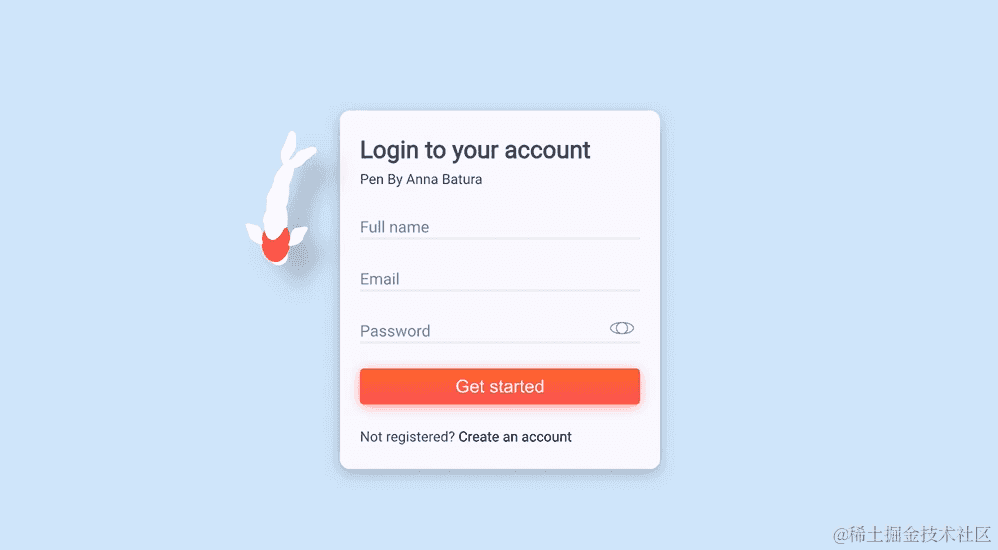 Login to your account
Pen By Anna Batura
Full name
Email
Password
Get started
Not registered? Create an account
@稀土掘金技术社区